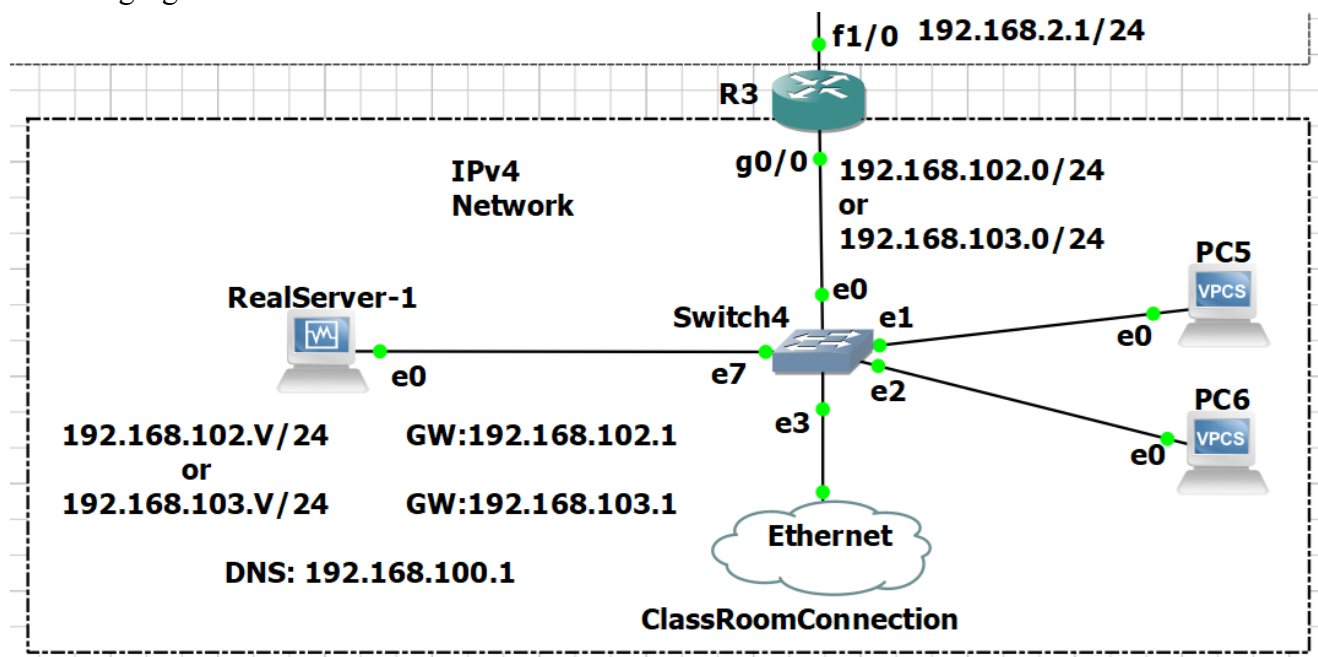 f1/0 192.168.2.1/24
R3
g0/0
192.168.102.0/24
or
192.168.103.0/24
IPv4
Network
PC5
VPCS
e0
RealServer-1
e0
Switch4
e0
e1
e7
e2
e3
PC6
VPCS
e0
192.168.102.V/24 GW:192.168.102.1
or
192.168.103.V/24 GW:192.168.103.1
DNS: 192.168.100.1
Ethernet
ClassRoomConnection